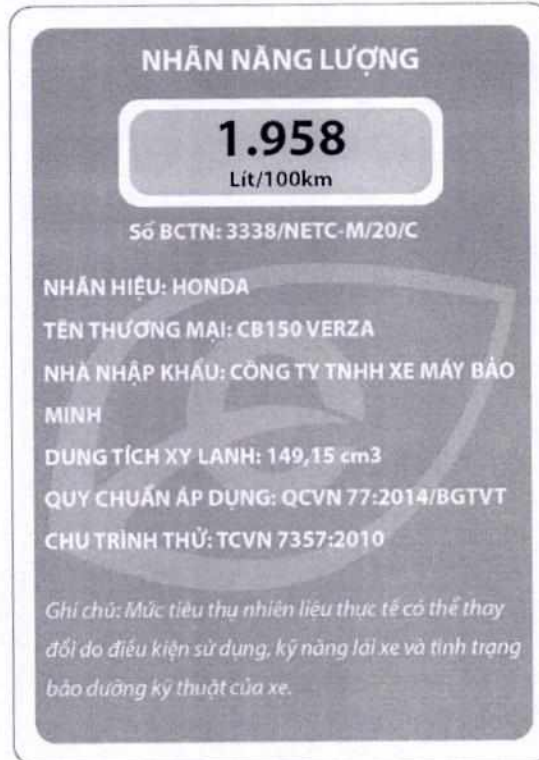 NHÃN NĂNG LƯỢNG
1.958
Lít/100km
Số BCTN: 3338/NETC-M/20/C
NHÃN HIỆU: HONDA
TÊN THƯƠNG MẠI: CB150 VERZA
NHÀ NHẬP KHẨU: CÔNG TY TNHH XE MÁY BẢO
MINH
DUNG TÍCH XY LANH: 149,15 cm3
QUY CHUẨN ÁP DỤNG: QCVN 77:2014/BGTVT
CHU TRÌNH THỬ: TCVN 7357:2010
Ghi chú: Mức tiêu thụ nhiên liệu thực tế có thể thay
đổi do điều kiện sử dụng, kỹ năng lái xe và tình trạng
bảo dưỡng kỹ thuật của xe.